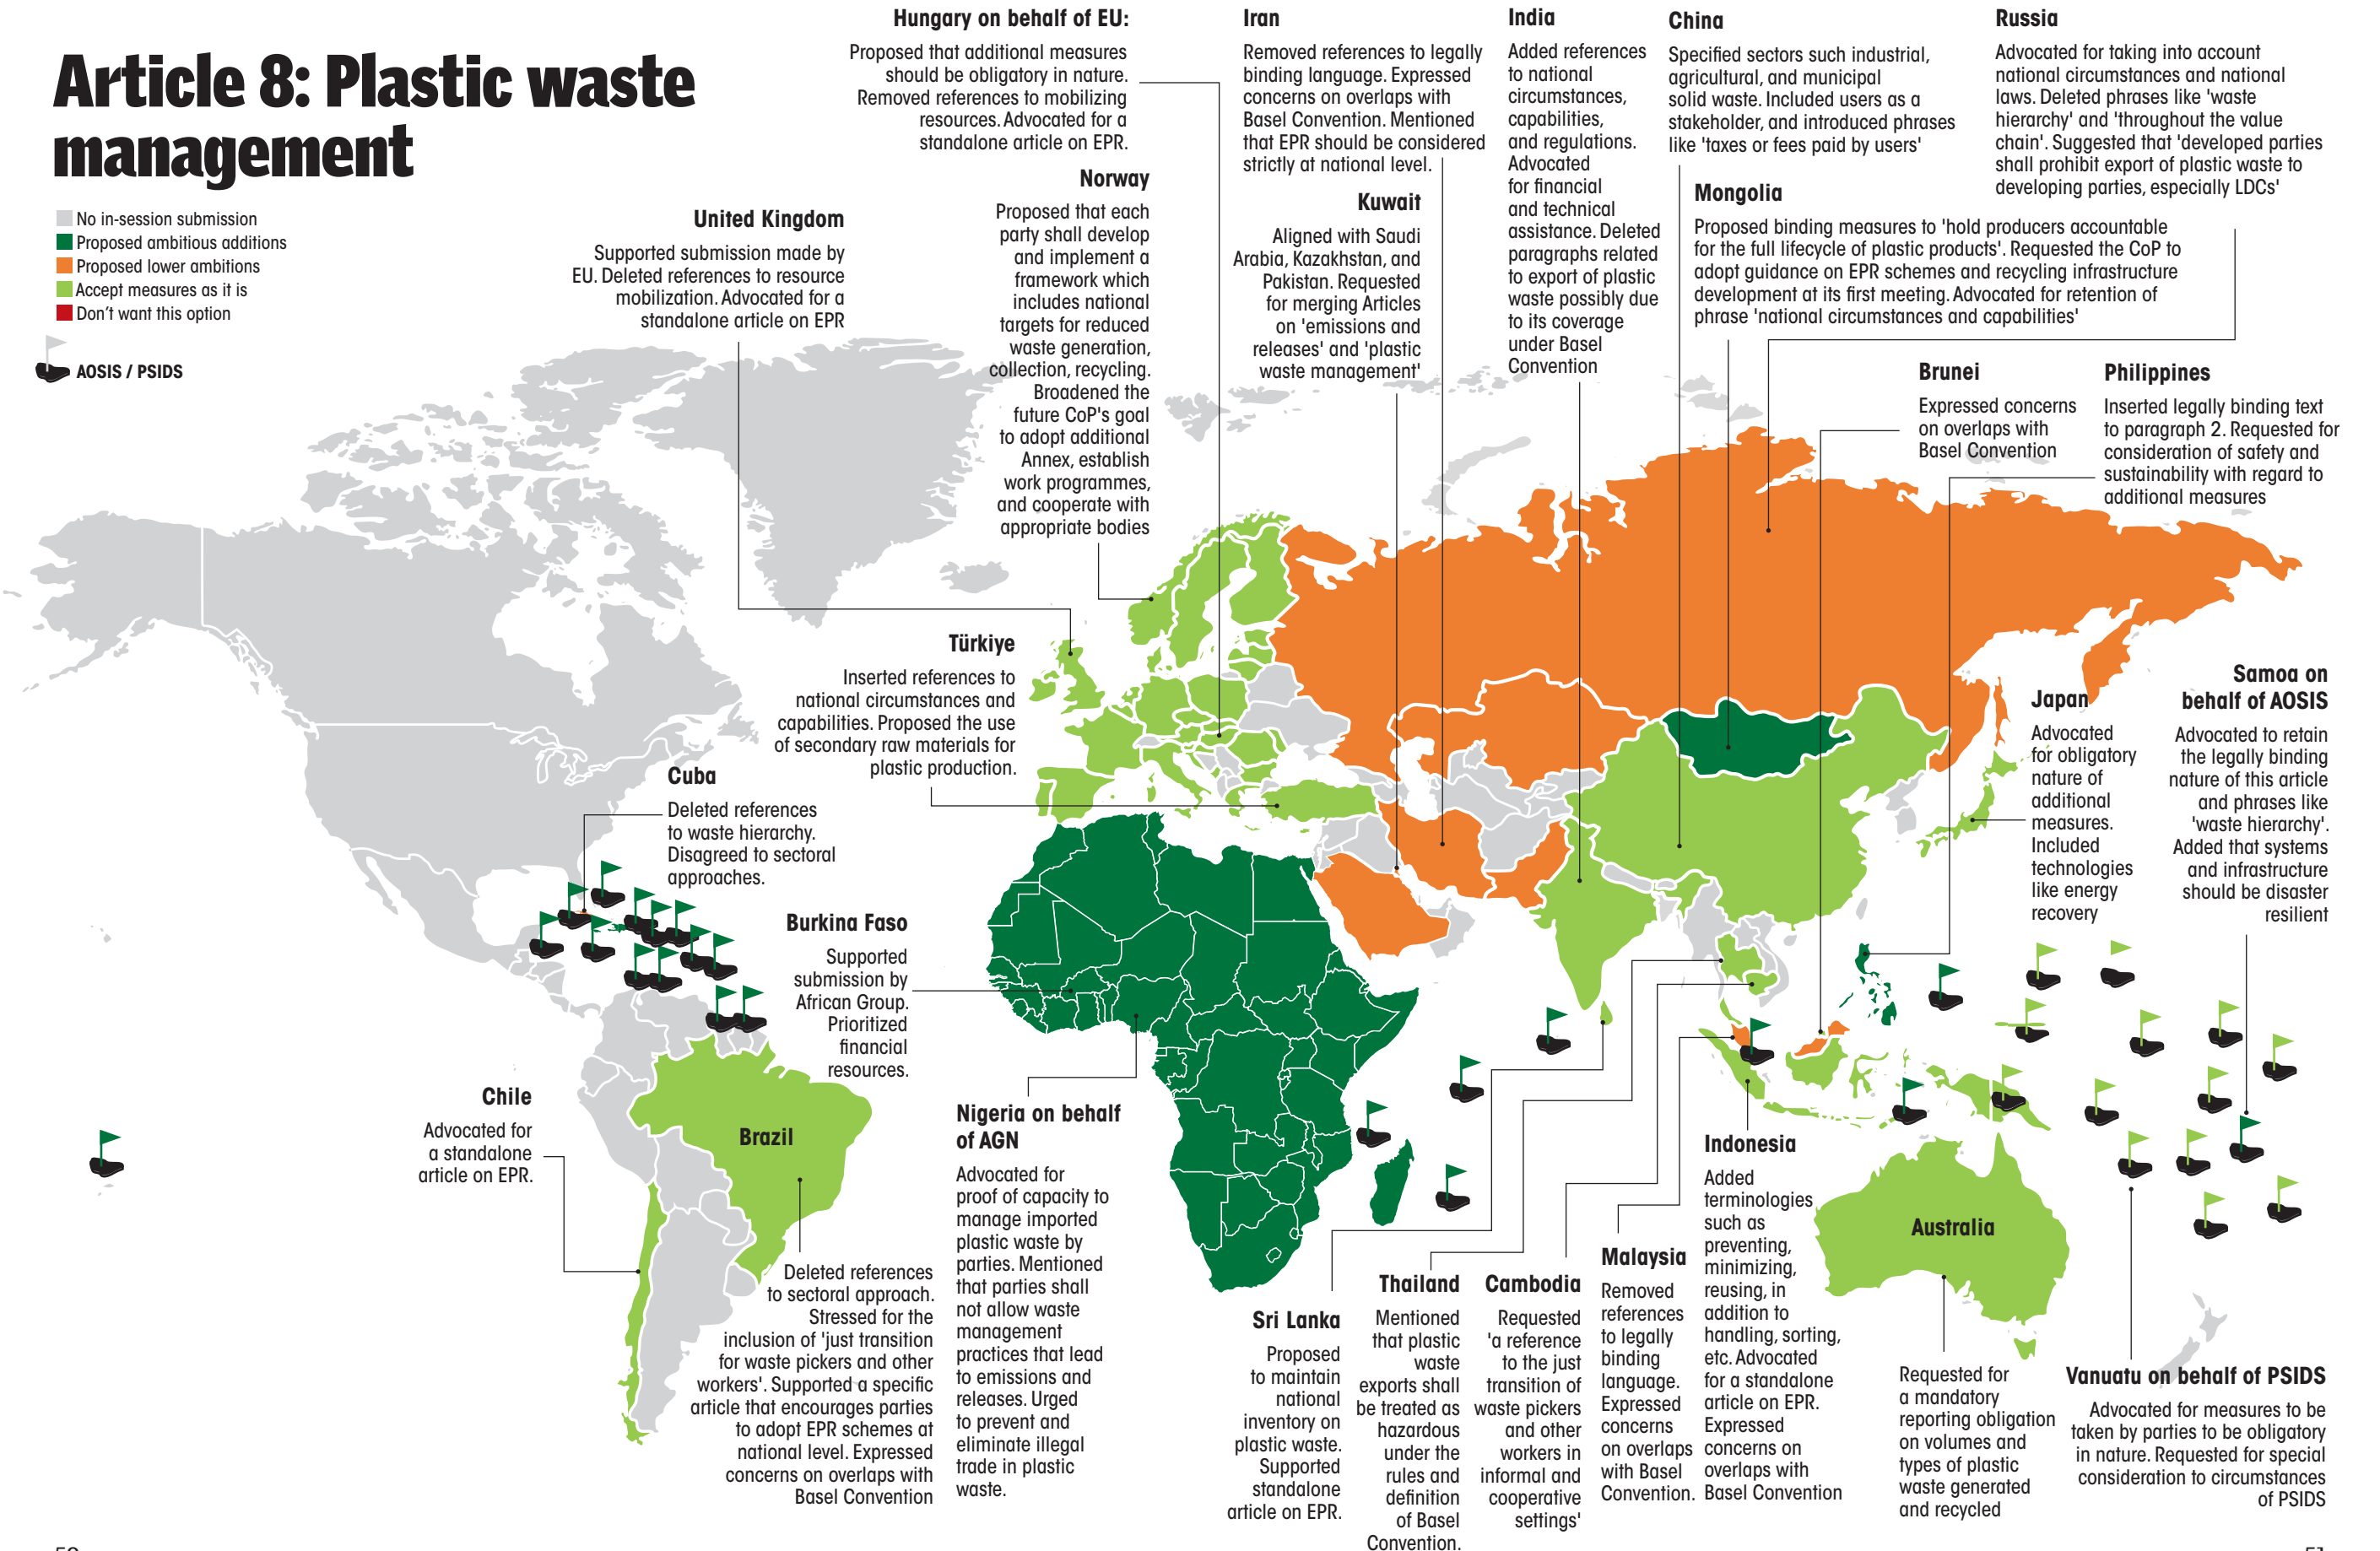 Article 8: Plastic waste
management
No in-session submission
Proposed ambitious additions
Proposed lower ambitions
Accept measures as it is
Don't want this option
AOSIS / PSIDS
Hungary on behalf of EU:
Proposed that additional measures
should be obligatory in nature.
Removed references to mobilizing
resources. Advocated for a
standalone article on EPR.
Norway
Proposed that each
party shall develop
and implement a
framework which
includes national
targets for reduced
waste generation,
collection, recycling.
Broadened the
future CoP's goal
to adopt additional
Annex, establish
work programmes,
and cooperate with
appropriate bodies
United Kingdom
Supported submission made by
EU. Deleted references to resource
mobilization. Advocated for a
standalone article on EPR
Iran
Removed references to legally
binding language. Expressed
concerns on overlaps with
Basel Convention. Mentioned
that EPR should be considered
strictly at national level.
Kuwait
Aligned with Saudi
Arabia, Kazakhstan, and
Pakistan. Requested
for merging Articles
on 'emissions and
releases' and 'plastic
waste management'
India
Added references
to national
circumstances,
capabilities,
and regulations.
Advocated
for financial
and technical
assistance. Deleted
paragraphs related
to export of plastic
waste possibly due
to its coverage
under Basel
Convention
China
Specified sectors such industrial,
agricultural, and municipal
solid waste. Included users as a
stakeholder, and introduced phrases
like 'taxes or fees paid by users'
Mongolia
Proposed binding measures to 'hold producers accountable
for the full lifecycle of plastic products'. Requested the CoP to
adopt guidance on EPR schemes and recycling infrastructure
development at its first meeting. Advocated for retention of
phrase 'national circumstances and capabilities'
Russia
Advocated for taking into account
national circumstances and national
laws. Deleted phrases like 'waste
hierarchy' and 'throughout the value
chain'. Suggested that 'developed parties
shall prohibit export of plastic waste to
developing parties, especially LDCs'
Brunei
Expressed concerns
on overlaps with
Basel Convention
Philippines
Inserted legally binding text
to paragraph 2. Requested for
consideration of safety and
sustainability with regard to
additional measures
Türkiye
Inserted references to
national circumstances and
capabilities. Proposed the use
of secondary raw materials for
plastic production.
Cuba
Deleted references
to waste hierarchy.
Disagreed to sectoral
approaches.
Burkina Faso
Supported
submission by
African Group.
Prioritized
financial
resources.
Japan
Advocated
for obligatory
nature of
additional
measures.
Included
technologies
like energy
recovery
Samoa on
behalf of AOSIS
Advocated to retain
the legally binding
nature of this article
and phrases like
'waste hierarchy'.
Added that systems
and infrastructure
should be disaster
resilient
Chile
Advocated for
a standalone
article on EPR.
Brazil
Deleted references
to sectoral approach.
Stressed for the
inclusion of 'just transition
for waste pickers and other
workers'. Supported a specific
article that encourages parties
to adopt EPR schemes at
national level. Expressed
concerns on overlaps with
Basel Convention
Nigeria on behalf
of AGN
Advocated for
proof of capacity to
manage imported
plastic waste by
parties. Mentioned
that parties shall
not allow waste
management
practices that lead
to emissions and
releases. Urged
to prevent and
eliminate illegal
trade in plastic
waste.
Sri Lanka
Proposed
to maintain
national
inventory on
plastic waste.
Supported
standalone
article on EPR.
Thailand
Mentioned
that plastic
waste
exports shall
be treated as
hazardous
under the
rules and
definition
of Basel
Convention.
Cambodia
Requested
'a reference
to the just
transition of
waste pickers
and other
workers in
informal and
cooperative
settings'
Malaysia
Removed
references
to legally
binding
language.
Expressed
concerns
on overlaps
with Basel
Convention.
Indonesia
Added
terminologies
such as
preventing,
minimizing,
reusing, in
addition to
handling, sorting,
etc. Advocated
for a standalone
article on EPR.
Expressed
concerns on
overlaps with
Basel Convention
Australia
Requested for
a mandatory
reporting obligation
on volumes and
types of plastic
waste generated
and recycled
Vanuatu on behalf of PSIDS
Advocated for measures to be
taken by parties to be obligatory
in nature. Requested for special
consideration to circumstances
of PSIDS